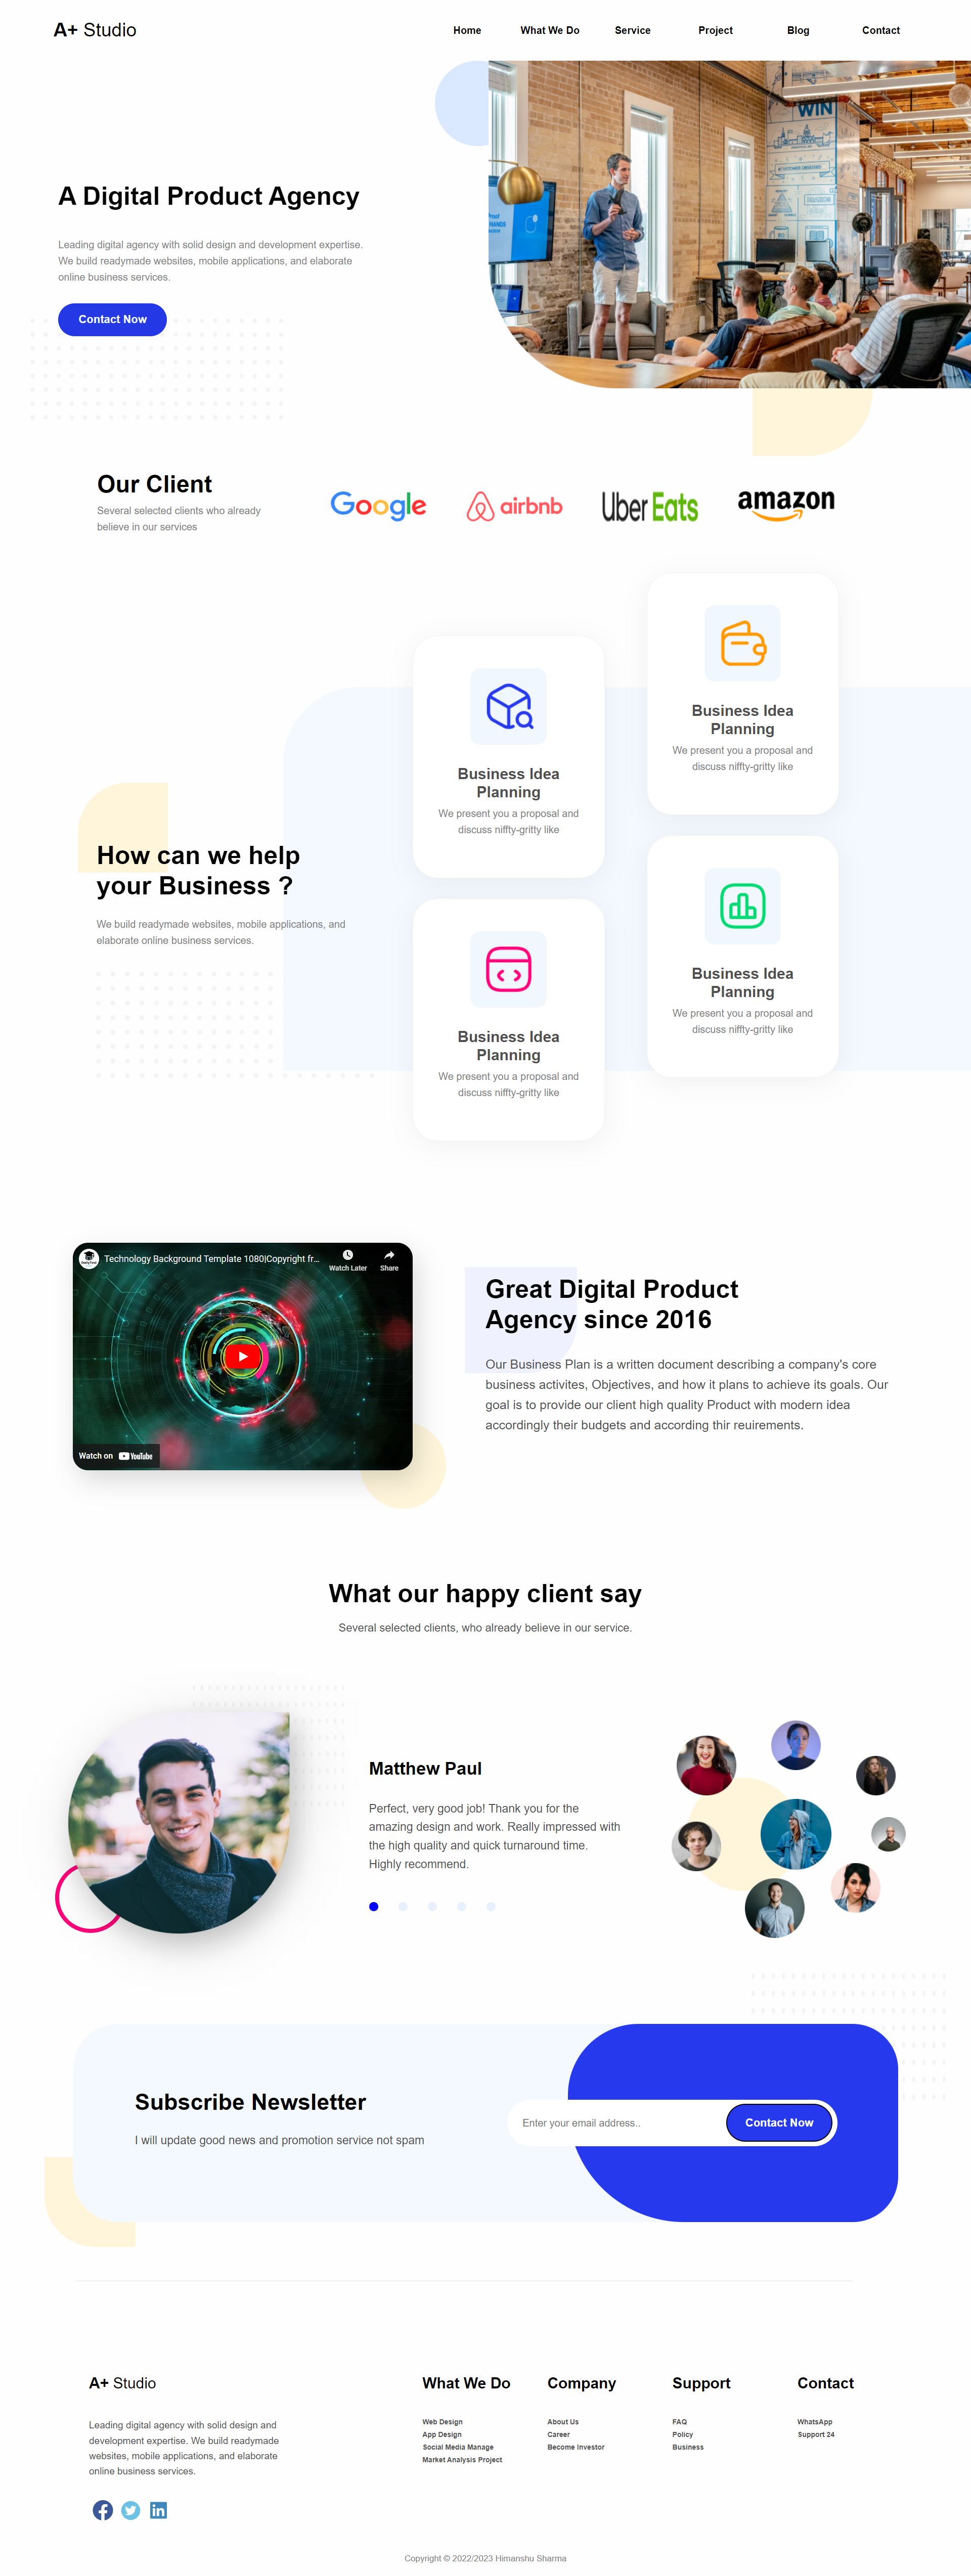 A+ Studio
Home
What We Do
Service
Project
Blog
Contact
WIN
A Digital Product Agency
Leading digital agency with solid design and development expertise.
We build readymade websites, mobile applications, and elaborate
online business services.
Contact Now
Our Client
Several selected clients who already
believe in our services
Google
airbnb
Uber Eats
amazon
Business Idea
Planning
We present you a proposal and
discuss niffty-gritty like
Business Idea
Planning
We present you a proposal and
discuss niffty-gritty like
How can we help
your Business ?
We build readymade websites, mobile applications, and
elaborate online business services.
Business Idea
Planning
We present you a proposal and
discuss niffty-gritty like
Business Idea
Planning
We present you a proposal and
discuss niffty-gritty like
Technology Background Template 1080|Copyright fr...
Watch Later
Share
Watch on YouTube
Great Digital Product
Agency since 2016
Our Business Plan is a written document describing a company's core
business activites, Objectives, and how it plans to achieve its goals. Our
goal is to provide our client high quality Product with modern idea
accordingly their budgets and according thir reuirements.
What our happy client say
Several selected clients, who already believe in our service.
Matthew Paul
Perfect, very good job! Thank you for the
amazing design and work. Really impressed with
the high quality and quick turnaround time.
Highly recommend.
Subscribe Newsletter
I will update good news and promotion service not spam
Enter your email address..
Contact Now
A+ Studio
Leading digital agency with solid design and
development expertise. We build readymade
websites, mobile applications, and elaborate
online business services.
What We Do
Web Design
App Design
Social Media Manage
Market Analysis Project
Company
About Us
Career
Become Investor
Support
FAQ
Policy
Business
Contact
WhatsApp
Support 24
Copyright © 2022/2023 Himanshu Sharma